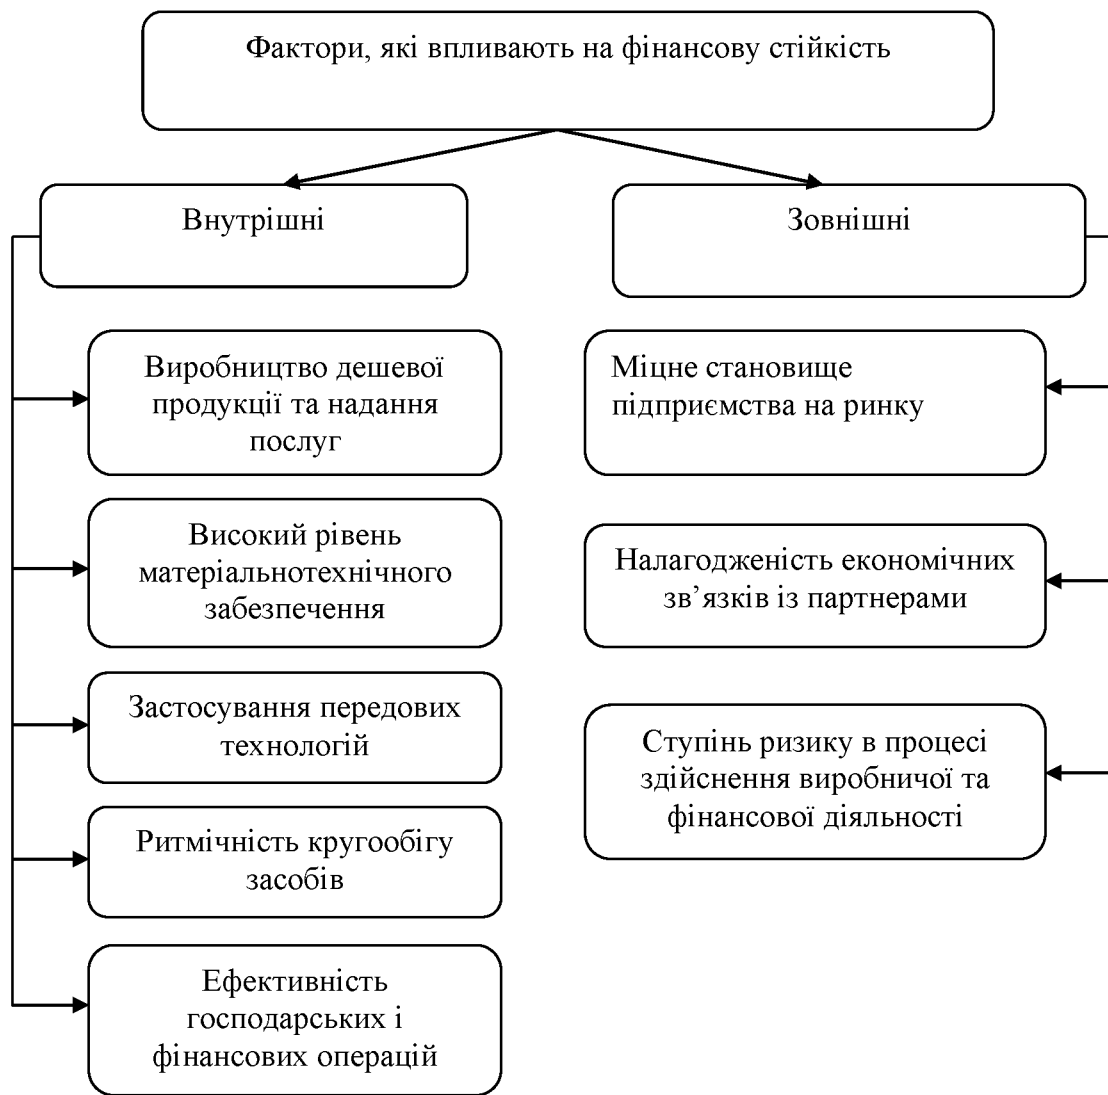 Фактори, які впливають на фінансову стійкість
Внутрішні
Зовнішні
Виробництво дешевої
продукції та надання
послуг
Високий рівень
матеріальнотехнічного
забезпечення
Застосування передових
технологій
Ритмічність кругообігу
засобів
Ефективність
господарських і
фінансових операцій
Міцне становище
підприємства на ринку
Налагодженість економічних
зв’язків із партнерами
Ступінь ризику в процесі
здійснення виробничої та
фінансової діяльності